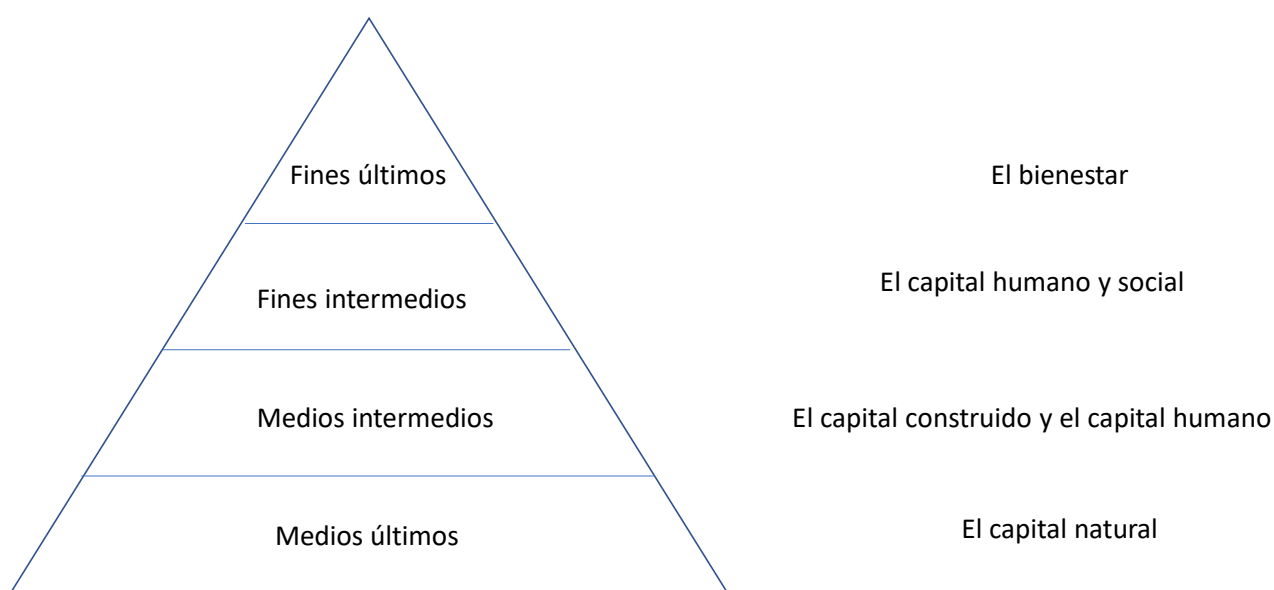 Fines últimos
El bienestar
Fines intermedios
El capital humano y social
Medios intermedios
El capital construido y el capital humano
Medios últimos
El capital natural